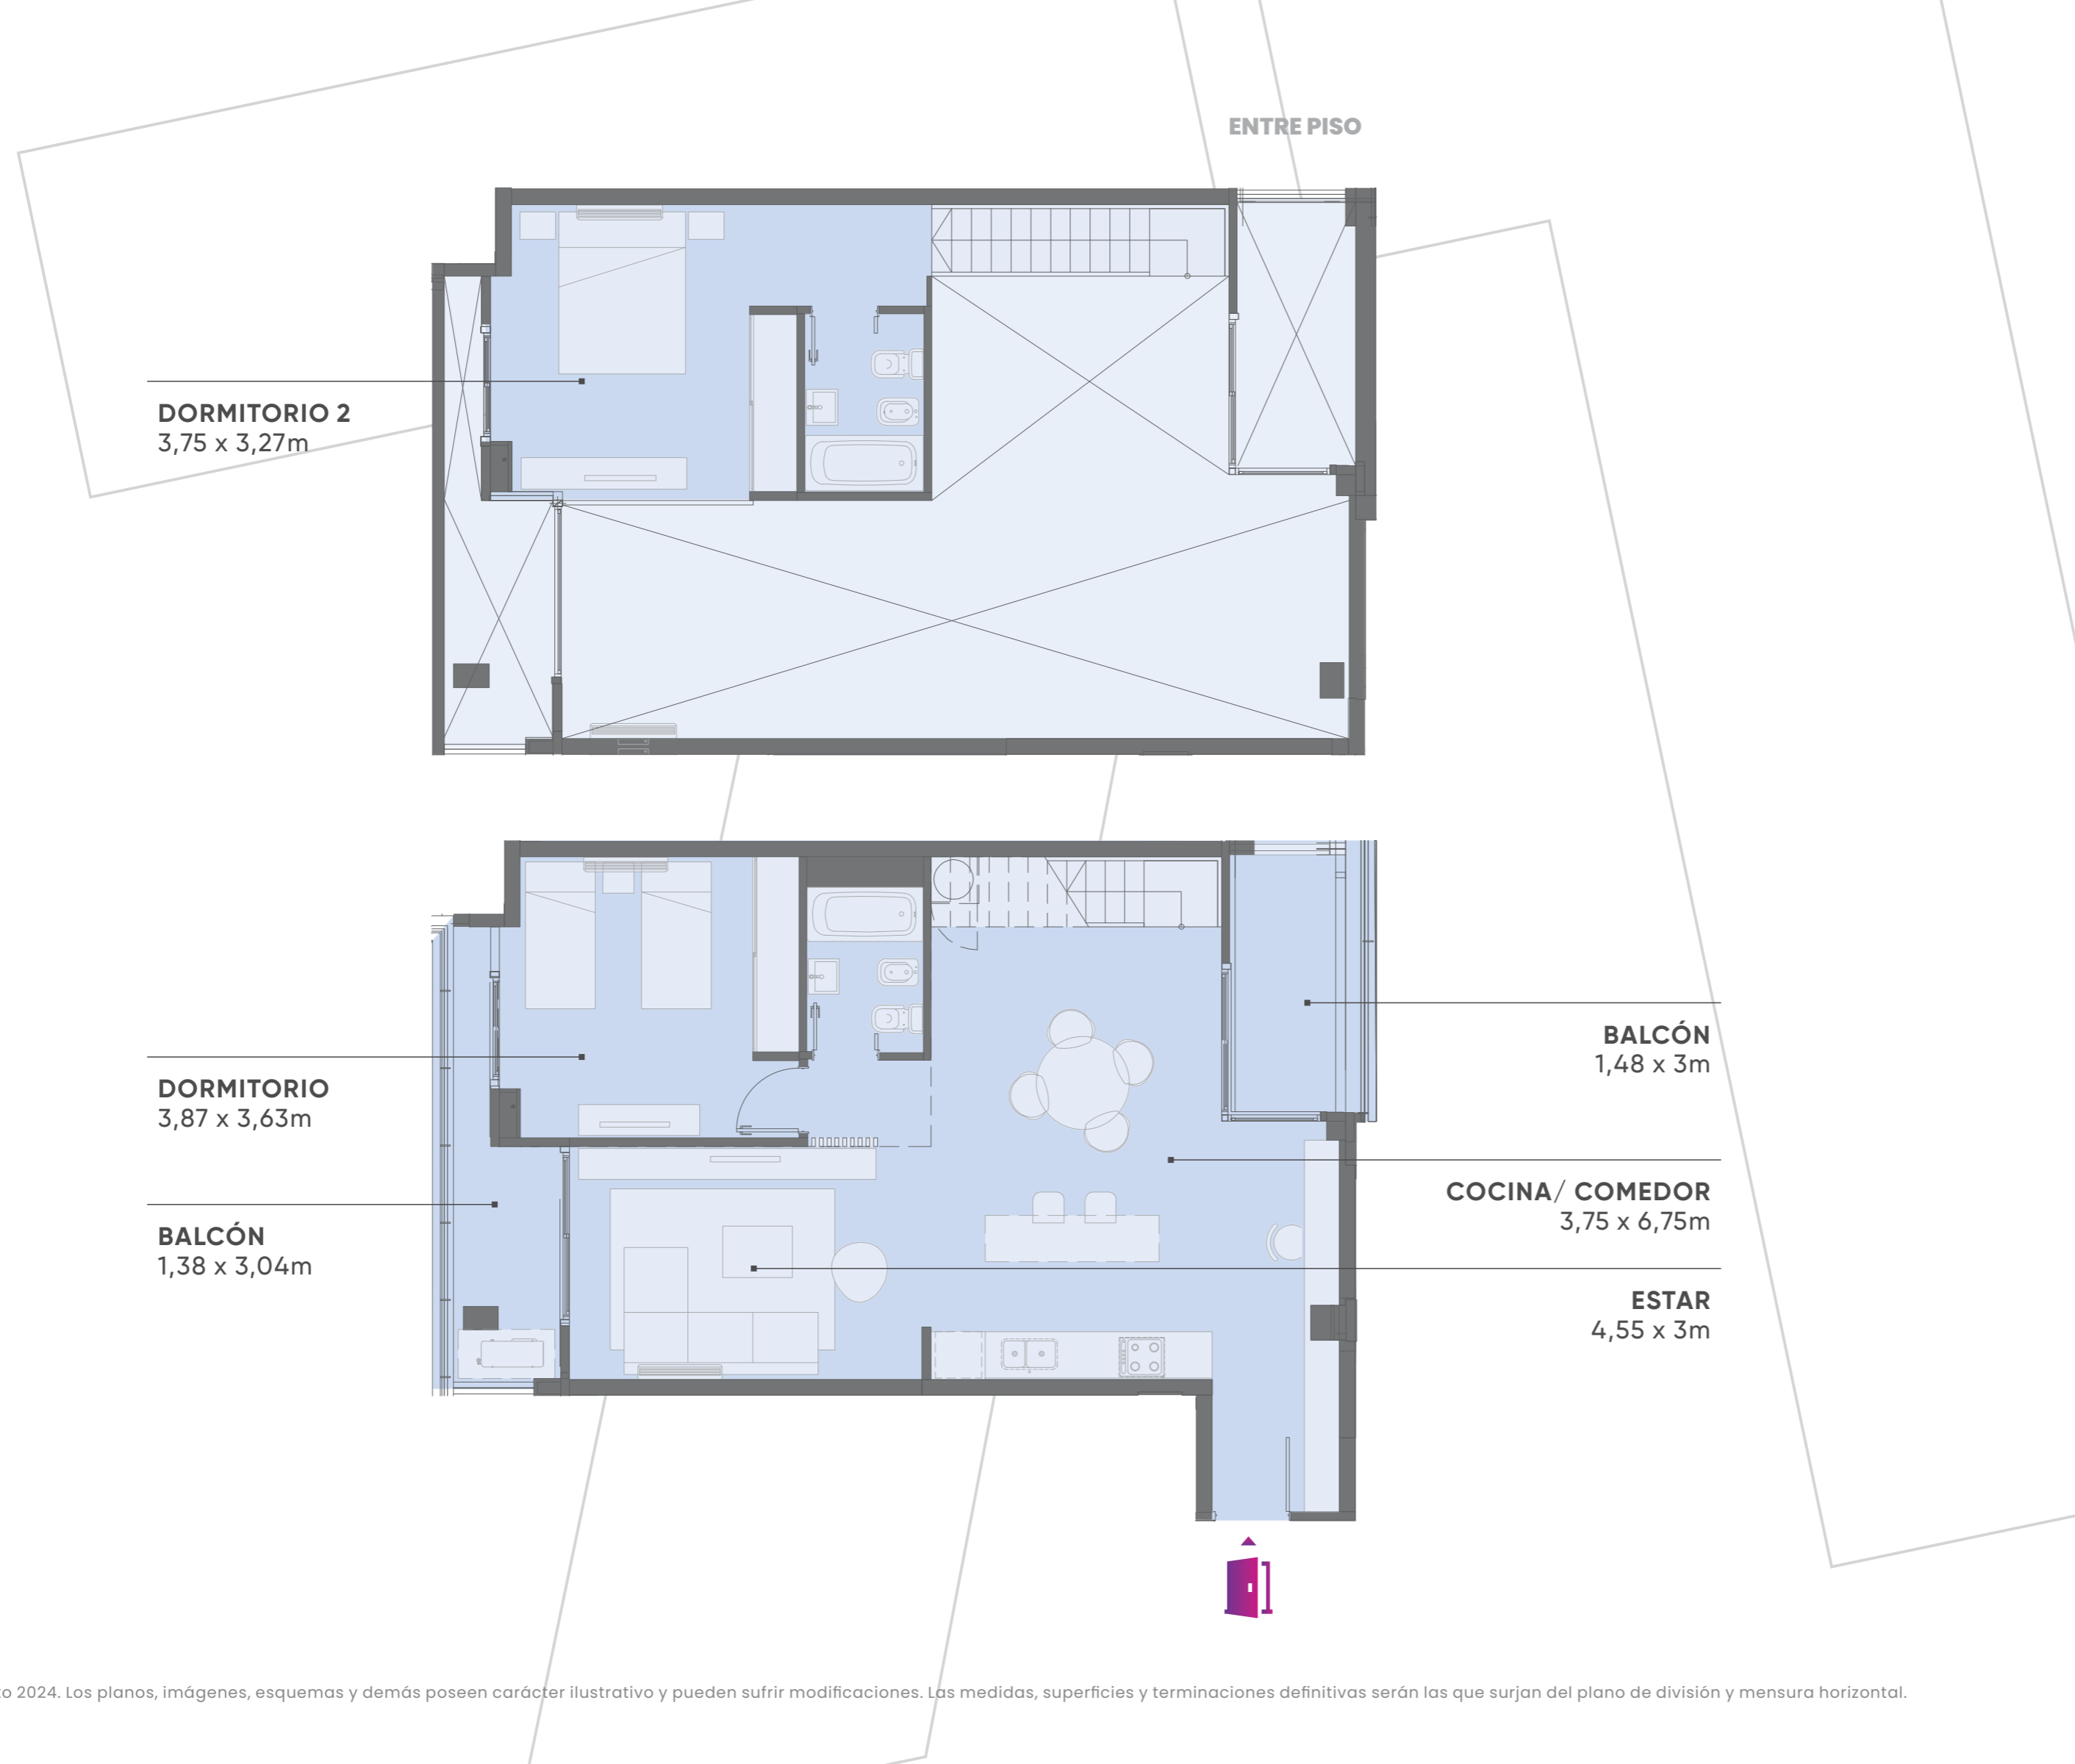 ENTRE PISO
DORMITORIO 2
3,75 x 3,27m
DORMITORIO
3,87 x 3,63m
BALCÓN
1,38 x 3,04m
BALCÓN
1,48 x 3m
COCINA/ COMEDOR
3,75 x 6,75m
ESTAR
4,55 x 3m
2024. Los planos, imágenes, esquemas y demás poseen carácter ilustrativo y pueden sufrir modificaciones. Las medidas, superficies y terminaciones definitivas serán las que surjan del plano de división y mensura horizontal.